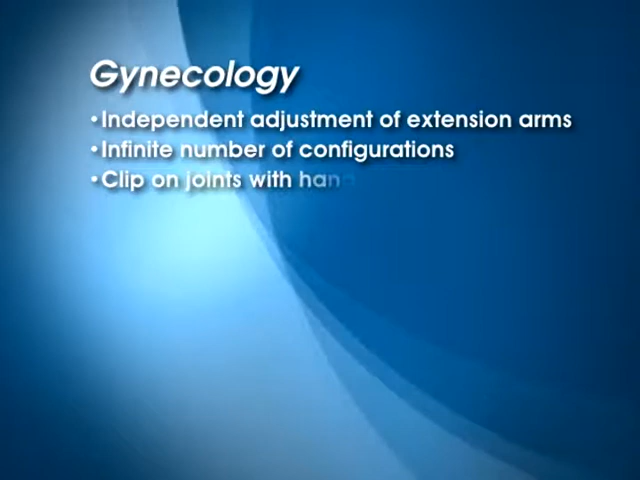 Gynecology
•Independent adjustment of extension arms
•Infinite number of configurations
•Clip on joints with